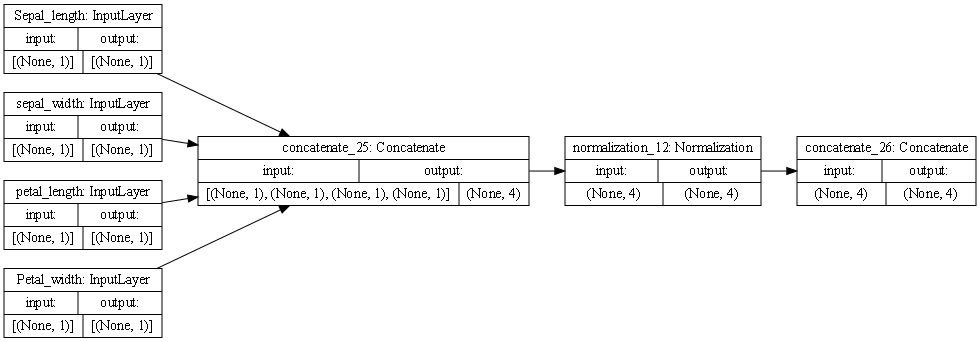 Sepal_length: InputLayer
input: output:
[(None, 1)] [(None, 1)]
sepal_width: InputLayer
input: output:
[(None, 1)] [(None, 1)]
petal_length: InputLayer
input: output:
[(None, 1)] [(None, 1)]
Petal_width: InputLayer
input: output:
[(None, 1)] [(None, 1)]
concatenate_25: Concatenate
input: output:
[(None, 1), (None, 1), (None, 1), (None, 1)] (None, 4)
normalization_12: Normalization
input: output:
(None, 4) (None, 4)
concatenate_26: Concatenate
input: output:
(None, 4) (None, 4)